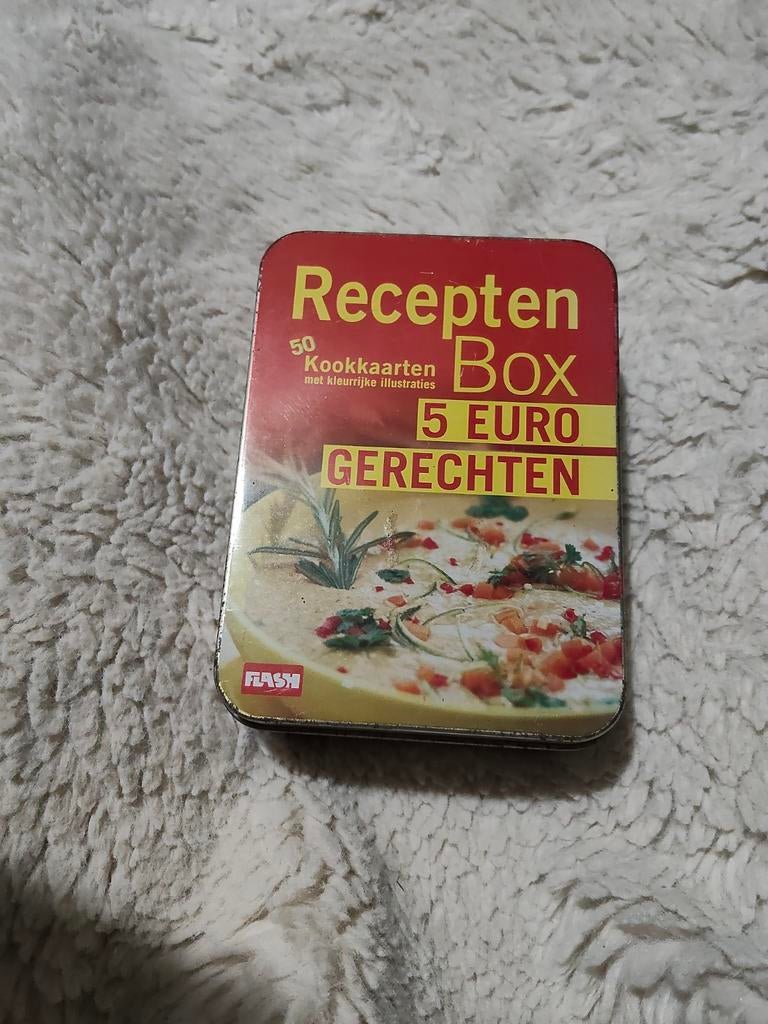 Recepten
50 Kookkaarten
met kleurrijke illustraties
Box
5 EURO
GERECHTEN
FLASH